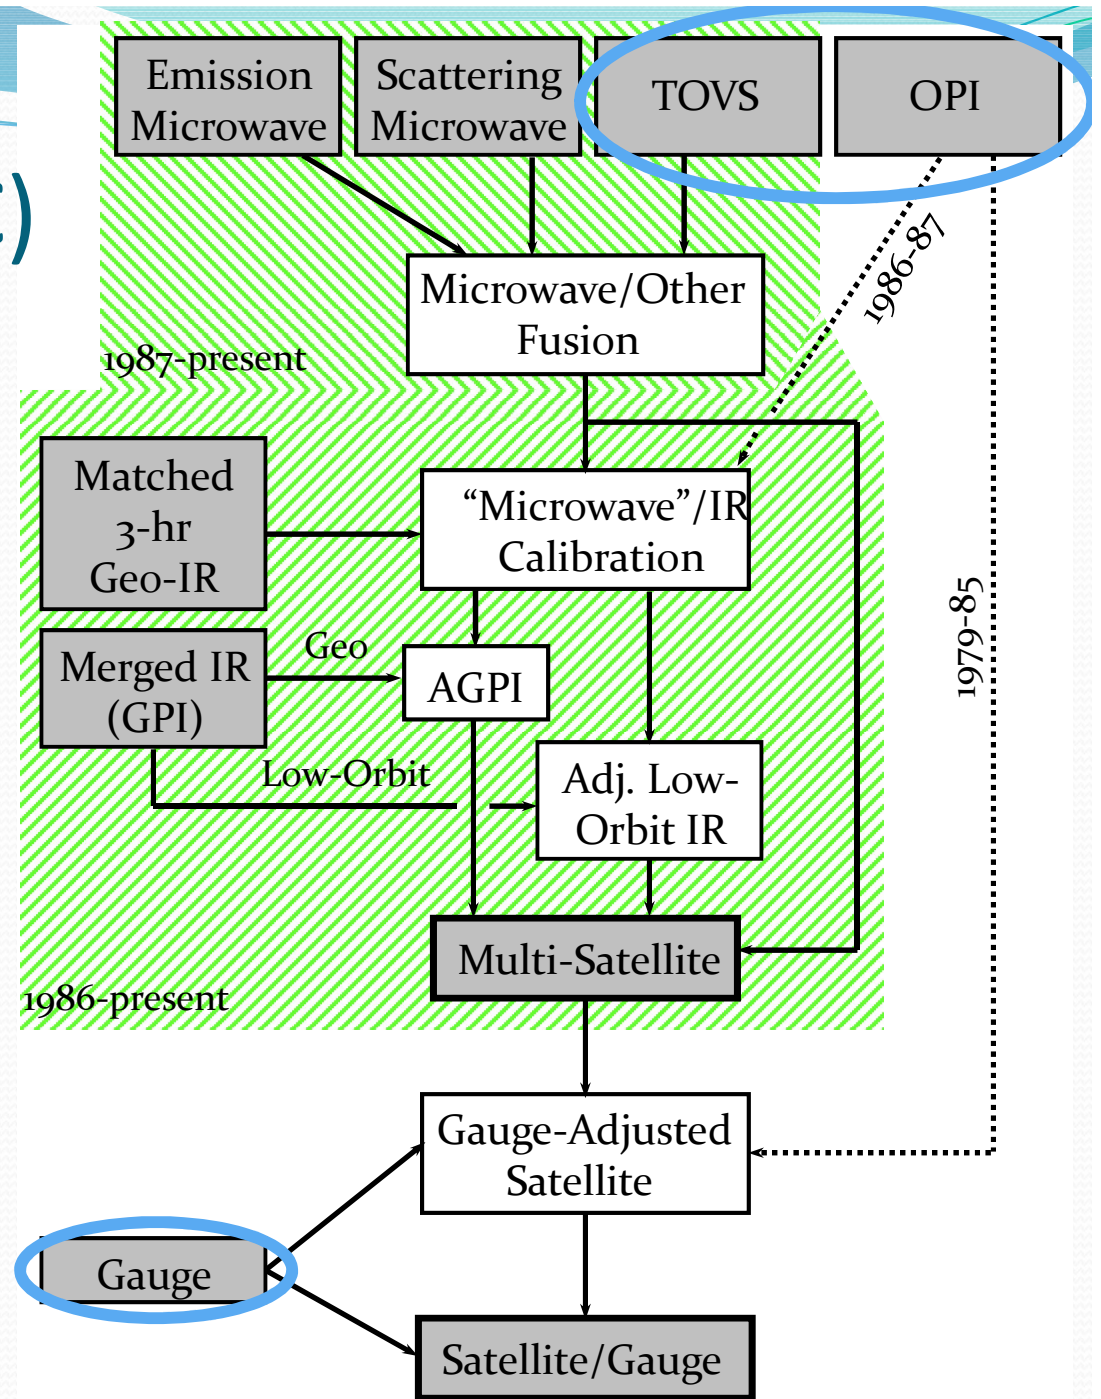 Emission
Microwave
Scattering
Microwave
TOVS
OPI
)
1986-87
Microwave/Other
Fusion
1987-present
Matched
3-hr
Geo-IR
“Microwave”/IR
Calibration
1979-85
Merged IR
(GPI)
Geo
AGPI
Low-Orbit
Adj. Low-
Orbit IR
Multi-Satellite
1986-present
Gauge-Adjusted
Satellite
Gauge
Satellite/Gauge